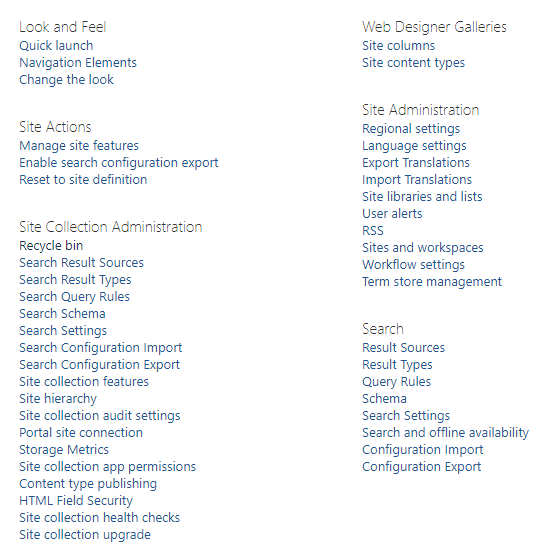 Look and Feel
Quick launch
Navigation Elements
Change the look
Site Actions
Manage site features
Enable search configuration export
Reset to site definition
Site Collection Administration
Recycle bin
Search Result Sources
Search Result Types
Search Query Rules
Search Schema
Search Settings
Search Configuration Import
Search Configuration Export
Site collection features
Site hierarchy
Site collection audit settings
Portal site connection
Storage Metrics
Site collection app permissions
Content type publishing
HTML Field Security
Site collection health checks
Site collection upgrade
Web Designer Galleries
Site columns
Site content types
Site Administration
Regional settings
Language settings
Export Translations
Import Translations
Site libraries and lists
User alerts
RSS
Sites and workspaces
Workflow settings
Term store management
Search
Result Sources
Result Types
Query Rules
Schema
Search Settings
Search and offline availability
Configuration Import
Configuration Export